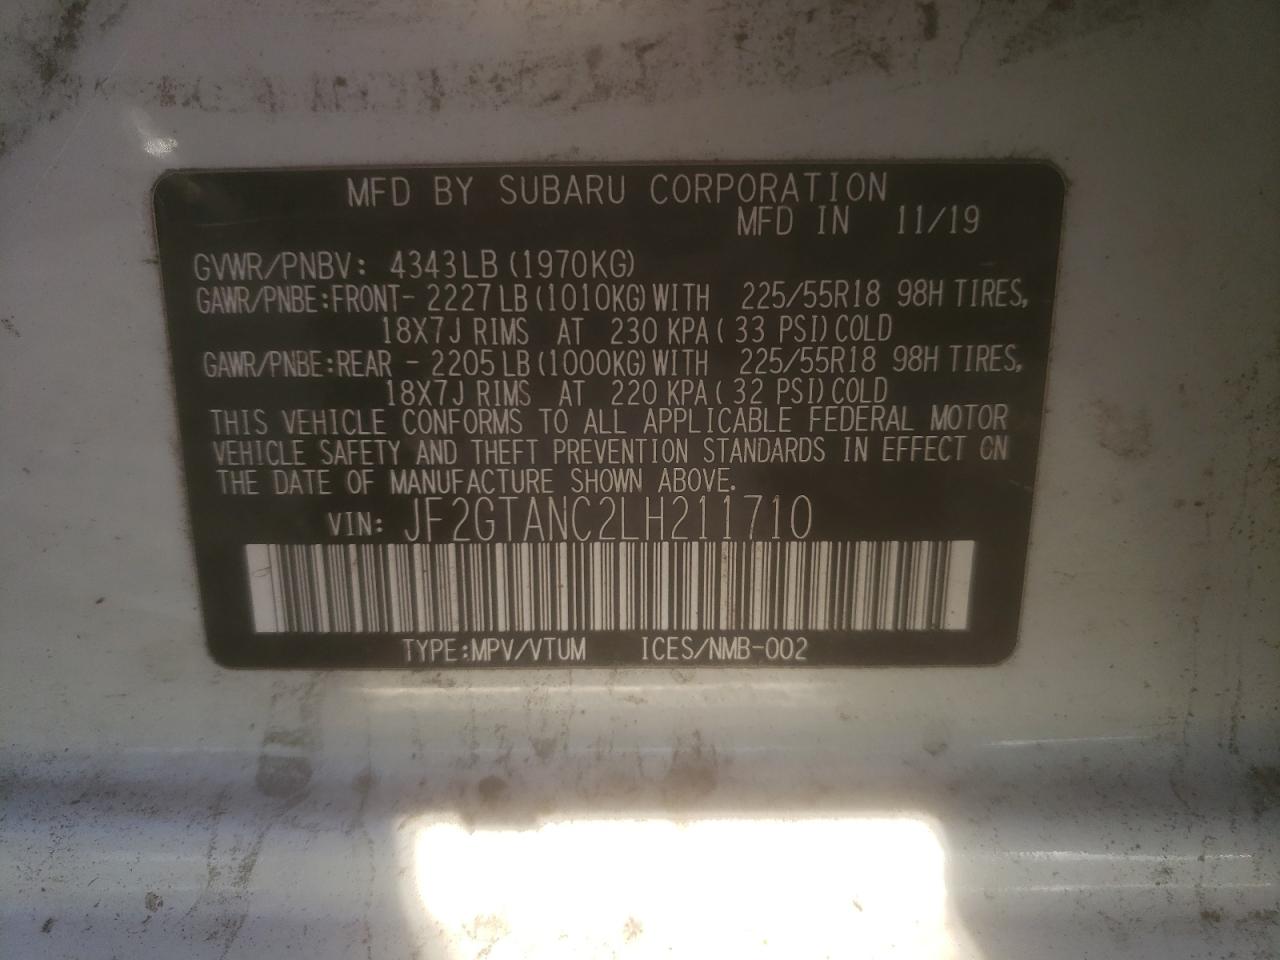 MFD BY SUBARU CORPORATION
MFD IN 11/19
GVWR/PNBV: 4343LB (1970KG)
GAWR/PNBE:FRONT- 2227LB (1010KG) WITH 225/55R18 98H TIRES,
18X7J RIMS AT 230 KPA ( 33 PSI) COLD
GAWR/PNBE:REAR - 2205LB (1000KG) WITH 225/55R18 98H TIRES,
18X7J RIMS AT 220 KPA ( 32 PSI) COLD
THIS VEHICLE CONFORMS TO ALL APPLICABLE FEDERAL MOTOR
VEHICLE SAFETY AND THEFT PREVENTION STANDARDS IN EFFECT ON
THE DATE OF MANUFACTURE SHOWN ABOVE.
VIN: JF2GTANC2LH211710
TYPE:MPV/VTUM ICES/NMB-002